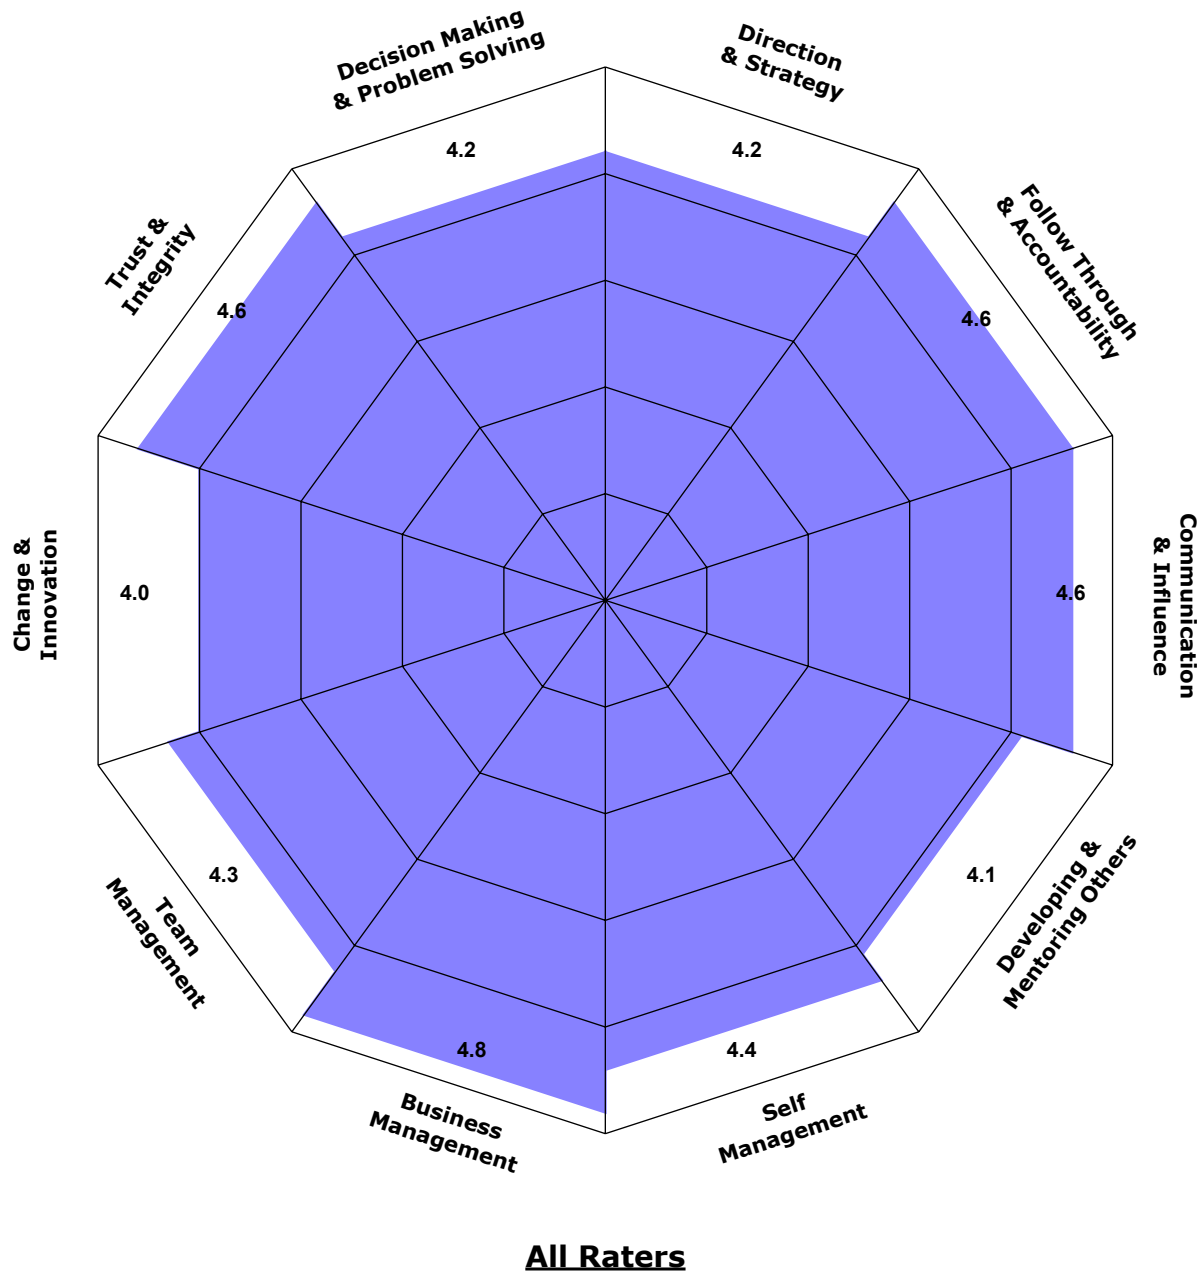 Decision Making
& Problem Solving
Direction
& Strategy
4.2
4.2
Trust &
Integrity
Follow Through
& Accountability
4.6
4.6
Change &
Innovation
4.0
4.6
Communication
& Influence
4.3
4.1
Team
Management
Developing &
Mentoring Others
4.8
4.4
Business
Management
Self
Management
All Raters